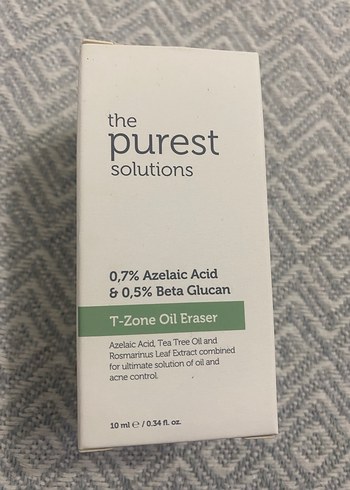 the
purest
solutions
0,7% Azelaic Acid
& 0,5% Beta Glucan
T-Zone Oil Eraser
Azelaic Acid, Tea Tree Oil and
Rosmarinus Leaf Extract combined
for ultimate solution of oil and
acne control.
10 ml ℮ / 0.34 fl. oz.